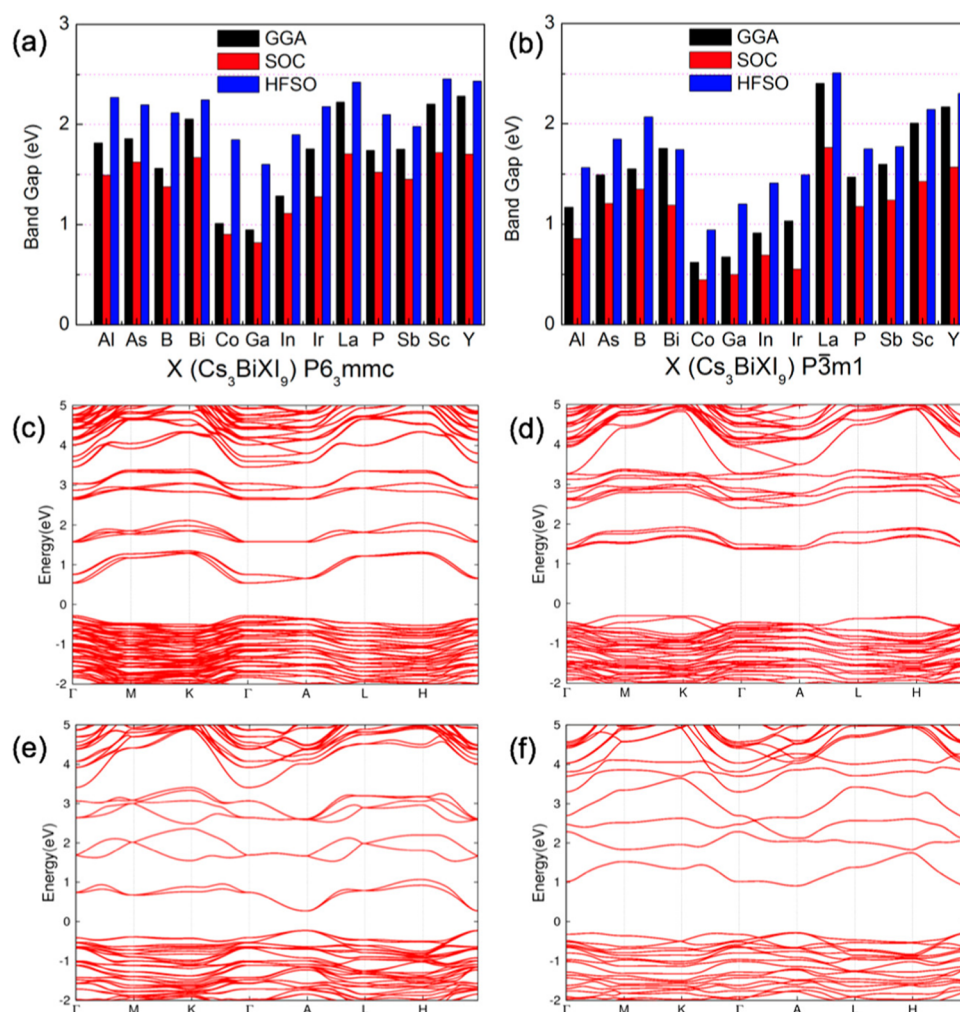 (a)
3
2
1
0
Band Gap (eV)
GGA
SOC
HFSO
Al As B Bi Co Ga In Ir La P Sb Sc Y
X (Cs₃BiXI₉) P6₃mmc
(b)
3
2
1
0
Band Gap (eV)
GGA
SOC
HFSO
Al As B Bi Co Ga In Ir La P Sb Sc Y
X (Cs₃BiXI₉) P3̅m1
(c)
5
4
3
2
1
0
-1
-2
Energy(eV)
Γ M K Γ A L H
(d)
5
4
3
2
1
0
-1
-2
Energy(eV)
Γ M K Γ A L H
(e)
5
4
3
2
1
0
-1
-2
Energy(eV)
Γ M K Γ A L H
(f)
5
4
3
2
1
0
-1
-2
Energy(eV)
Γ M K Γ A L H